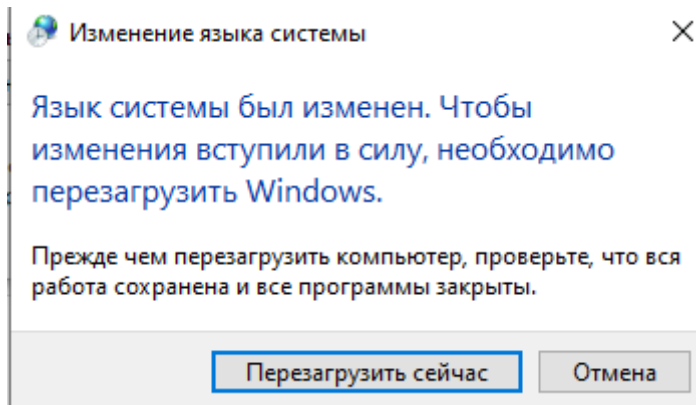 Изменение языка системы
Язык системы был изменен. Чтобы
изменения вступили в силу, необходимо
перезагрузить Windows.
Прежде чем перезагрузить компьютер, проверьте, что вся
работа сохранена и все программы закрыты.
Перезагрузить сейчас
Отмена